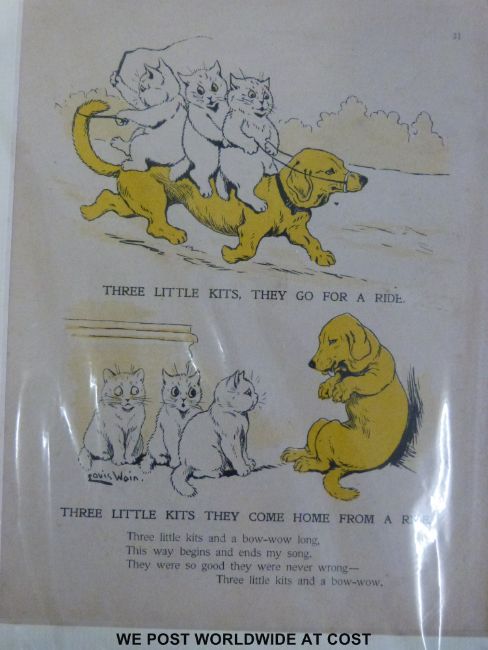 21
THREE LITTLE KITS, THEY GO FOR A RIDE.
Louis Wain.
THREE LITTLE KITS THEY COME HOME FROM A RIDE
Three little kits and a bow-wow long,
This way begins and ends my song,
They were so good they were never wrong—
Three little kits and a bow-wow.
WE POST WORLDWIDE AT COST